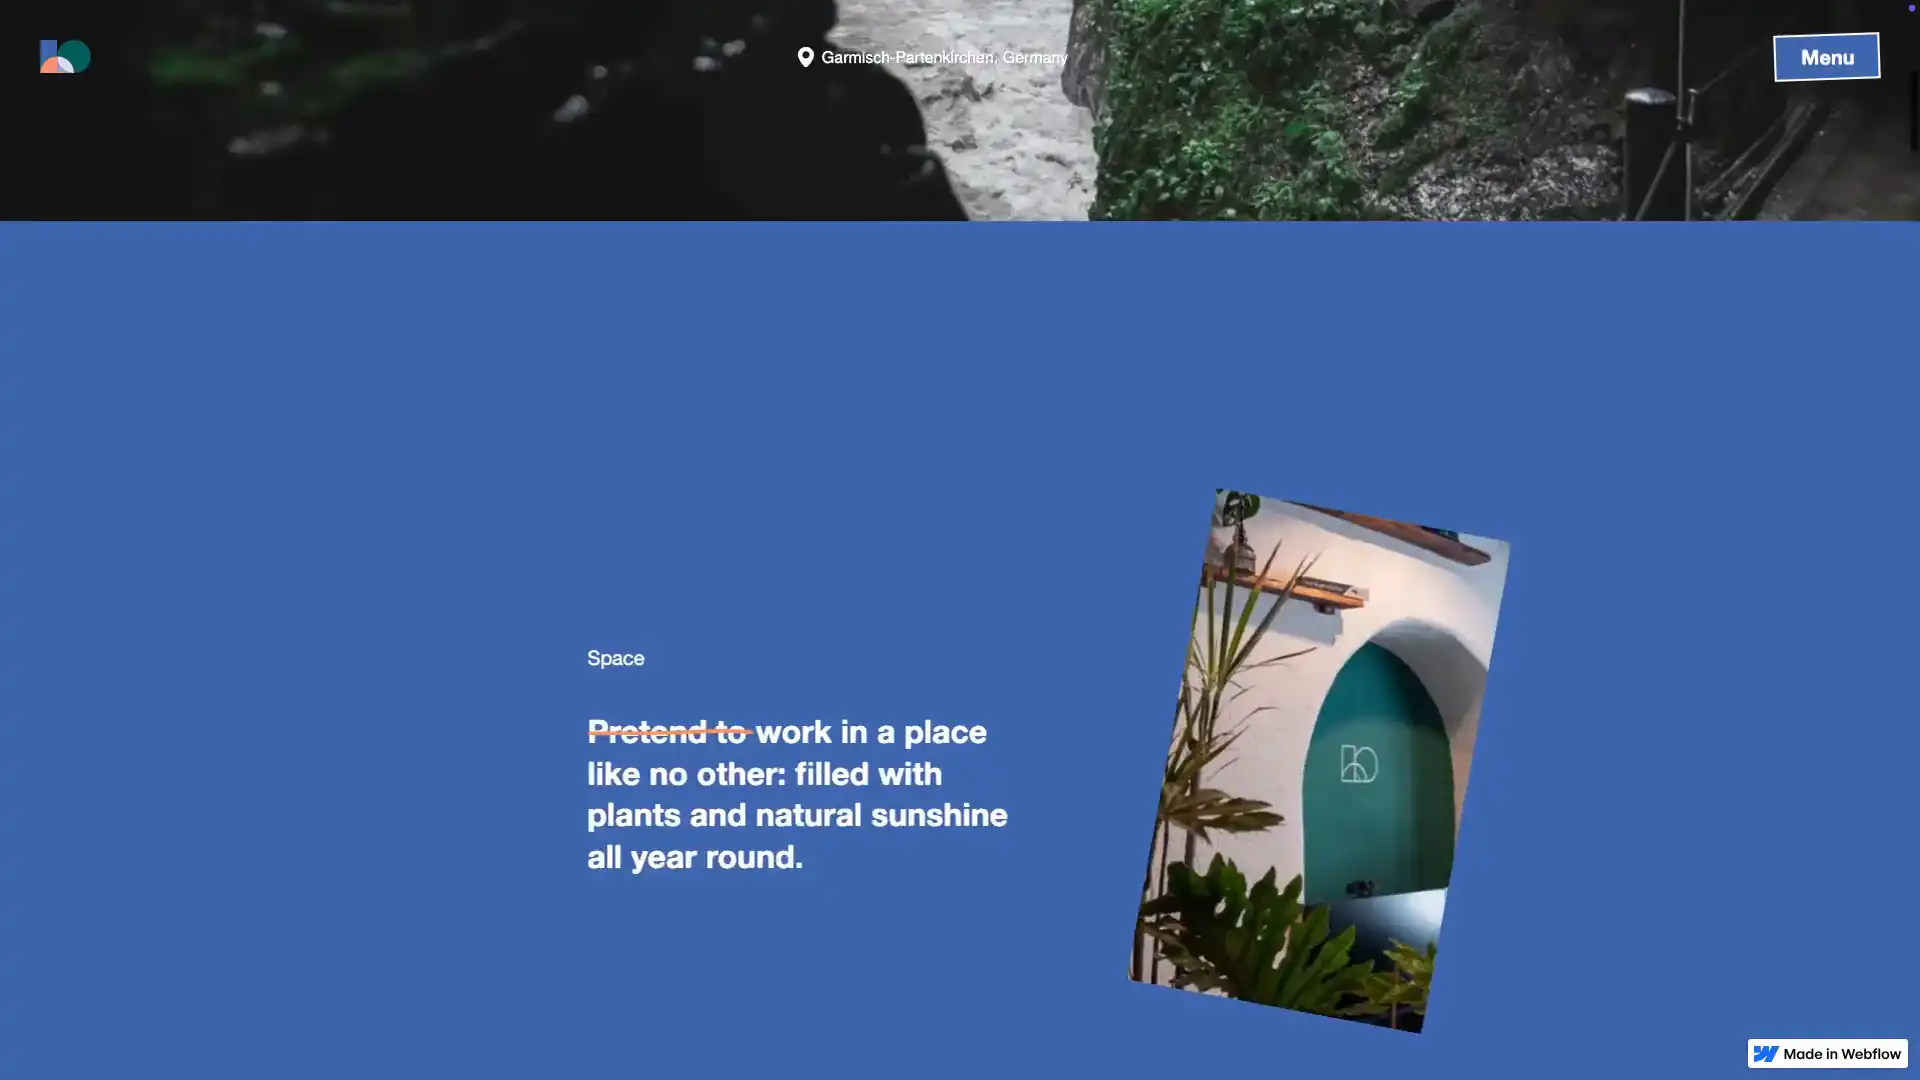 Garmisch-Partenkirchen, Germany
Menu
Space
Pretend to work in a place
like no other: filled with
plants and natural sunshine
all year round.
Made in Webflow